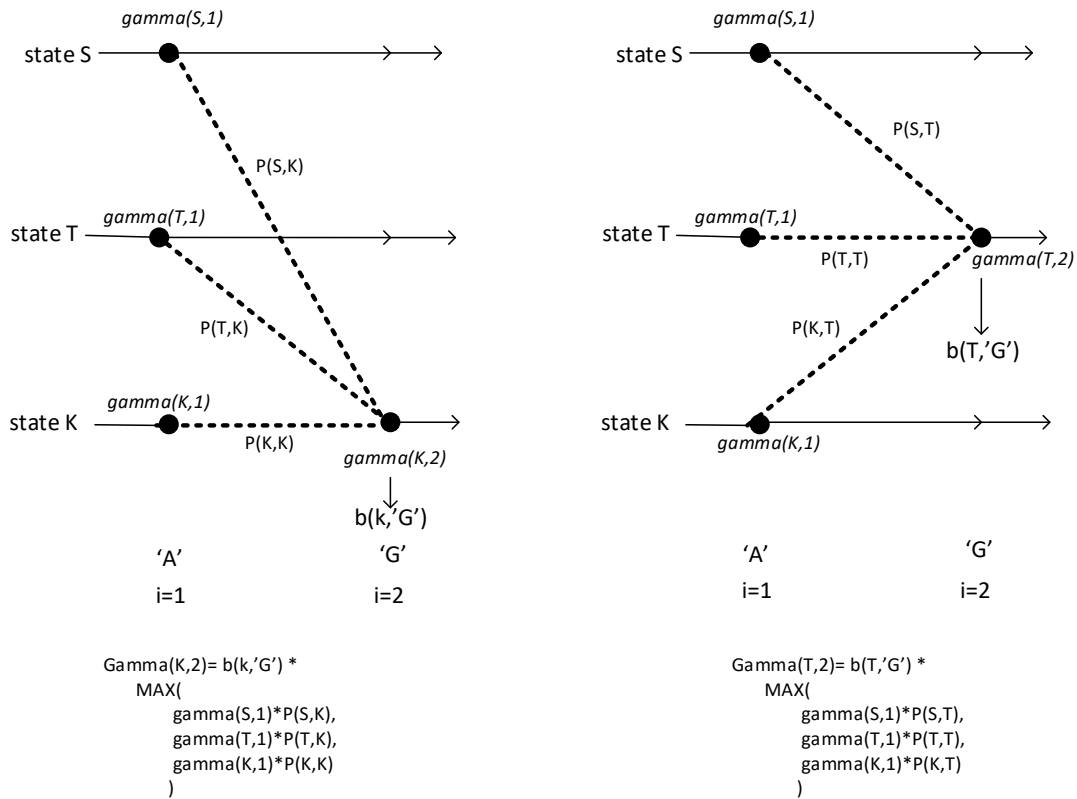 gamma(S,1)
state S
P(S,K)
gamma(T,1)
state T
P(T,K)
gamma(K,1)
state K
P(K,K)
gamma(K,2)
b(k,’G’)
‘A’
‘G’
i=1
i=2
Gamma(K,2)= b(k,’G’) *
MAX(
gamma(S,1)*P(S,K),
gamma(T,1)*P(T,K),
gamma(K,1)*P(K,K)
)
gamma(S,1)
state S
P(S,T)
gamma(T,1)
state T
P(T,T)
gamma(T,2)
P(K,T)
b(T,’G’)
state K
gamma(K,1)
‘A’
‘G’
i=1
i=2
Gamma(T,2)= b(T,’G’) *
MAX(
gamma(S,1)*P(S,T),
gamma(T,1)*P(T,T),
gamma(K,1)*P(K,T)
)